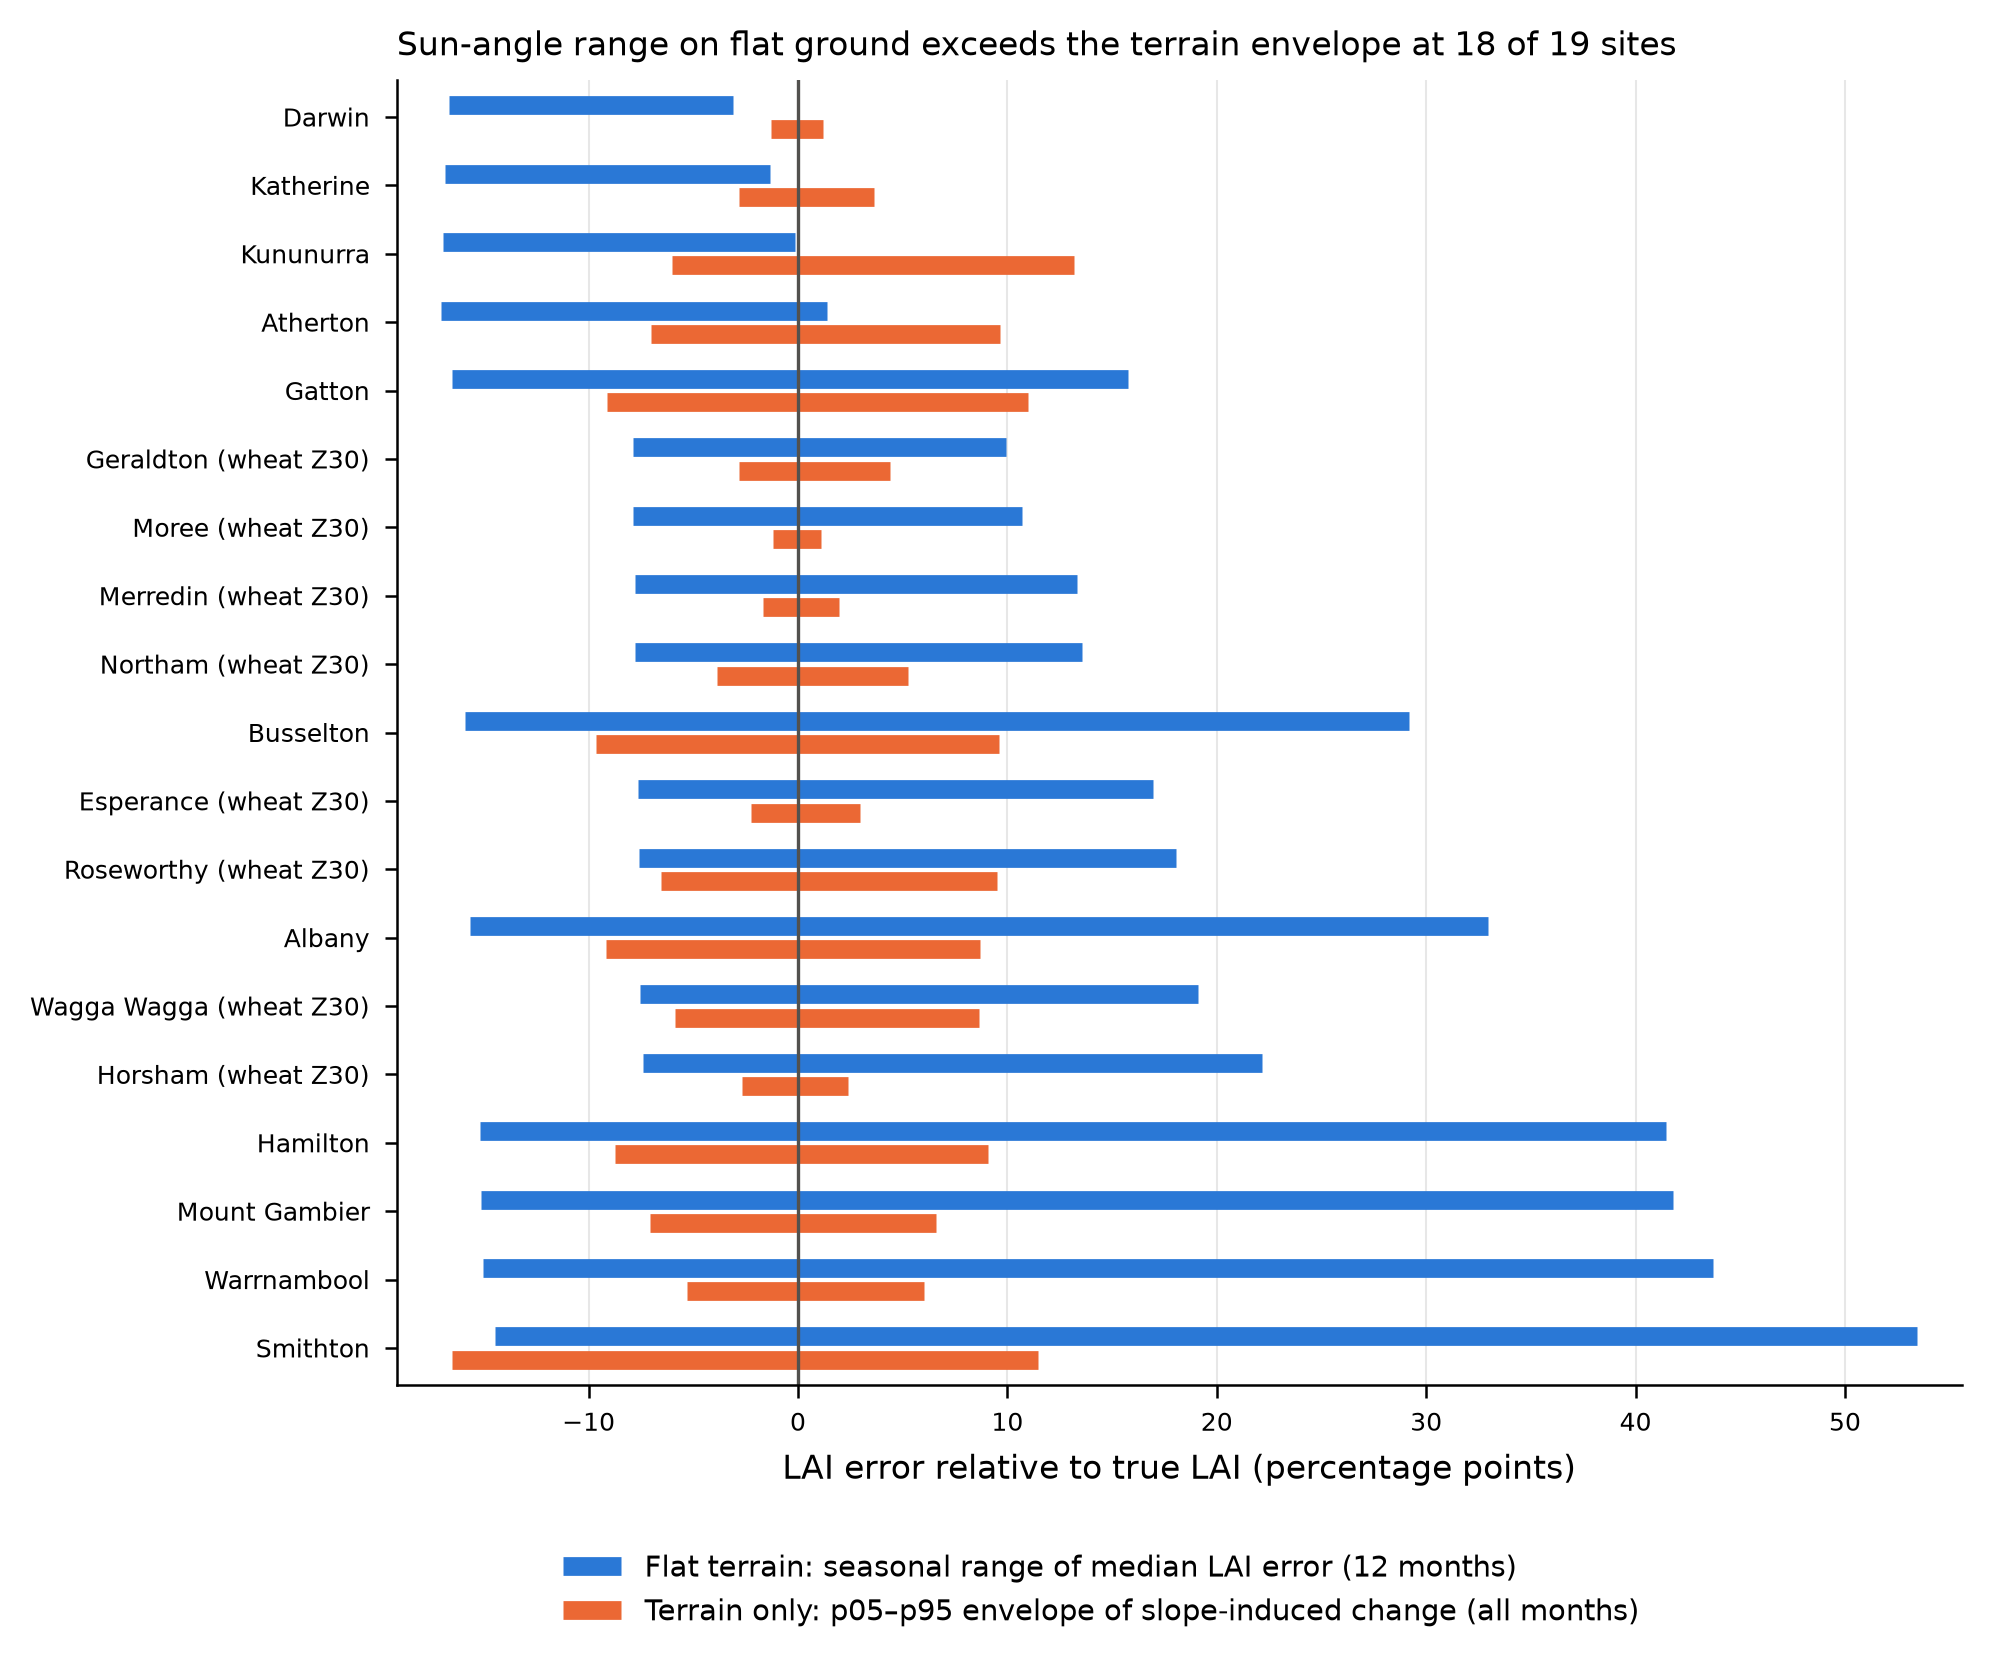 Sun-angle range on flat ground exceeds the terrain envelope at 18 of 19 sites
Darwin
Katherine
Kununurra
Atherton
Gatton
Geraldton (wheat Z30)
Moree (wheat Z30)
Merredin (wheat Z30)
Northam (wheat Z30)
Busselton
Esperance (wheat Z30)
Roseworthy (wheat Z30)
Albany
Wagga Wagga (wheat Z30)
Horsham (wheat Z30)
Hamilton
Mount Gambier
Warrnambool
Smithton
−10 0 10 20 30 40 50
LAI error relative to true LAI (percentage points)
Flat terrain: seasonal range of median LAI error (12 months)
Terrain only: p05–p95 envelope of slope-induced change (all months)